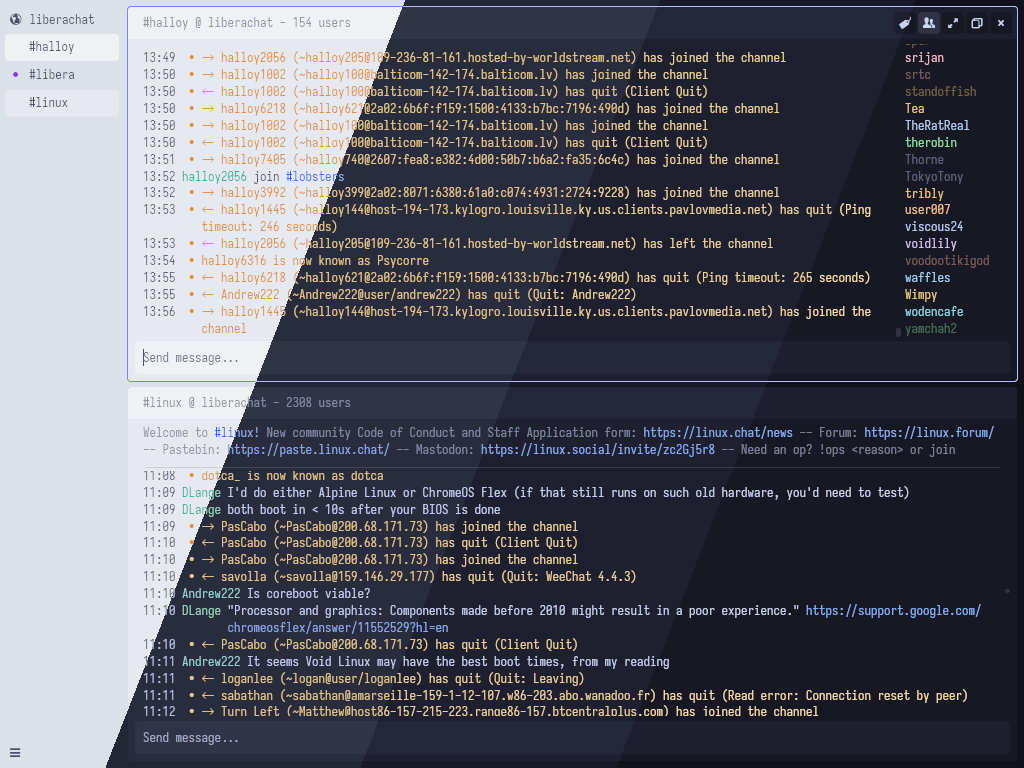 liberachat
#halloy
#libera
#linux
#halloy @ liberachat - 154 users
13:49 • → halloy2056 (~halloy205@109-236-81-161.hosted-by-worldstream.net) has joined the channel
13:50 • → halloy1002 (~halloy100@balticom-142-174.balticom.lv) has joined the channel
13:50 • ← halloy1002 (~halloy100@balticom-142-174.balticom.lv) has quit (Client Quit)
13:50 • → halloy6218 (~halloy621@2a02:6b6f:f159:1500:4133:b7bc:7196:490d) has joined the channel
13:50 • → halloy1002 (~halloy100@balticom-142-174.balticom.lv) has joined the channel
13:50 • ← halloy1002 (~halloy100@balticom-142-174.balticom.lv) has quit (Client Quit)
13:51 • → halloy7405 (~halloy740@2607:fea8:e382:4d00:50b7:b6a2:fa35:6c4c) has joined the channel
13:52 halloy2056 join #lobsters
13:52 • → halloy3992 (~halloy399@2a02:8071:6380:61a0:c074:4931:2724:9228) has joined the channel
13:53 • ← halloy1445 (~halloy144@host-194-173.kylogro.louisville.ky.us.clients.pavlovmedia.net) has quit (Ping
timeout: 246 seconds)
13:53 • ← halloy2056 (~halloy205@109-236-81-161.hosted-by-worldstream.net) has left the channel
13:54 • halloy6316 is now known as Psycorre
13:55 • ← halloy6218 (~halloy621@2a02:6b6f:f159:1500:4133:b7bc:7196:490d) has quit (Ping timeout: 265 seconds)
13:55 • ← Andrew222 (~Andrew222@user/andrew222) has quit (Quit: Andrew222)
13:56 • → halloy1445 (~halloy144@host-194-173.kylogro.louisville.ky.us.clients.pavlovmedia.net) has joined the
channel
srijan
srtc
standoffish
Tea
TheRatReal
therobin
Thorne
TokyoTony
tribly
user007
viscous24
voidlily
voodootikigod
waffles
Wimpy
wodencafe
yamchah2
Send message...
#linux @ liberachat - 2308 users
Welcome to #linux! New community Code of Conduct and Staff Application form: https://linux.chat/news -- Forum: https://linux.forum/
-- Pastebin: https://paste.linux.chat/ -- Mastodon: https://linux.social/invite/zc2Gj5r8 -- Need an op? !ops <reason> or join
11:08 • dotca_ is now known as dotca
11:09 DLange I'd do either Alpine Linux or ChromeOS Flex (if that still runs on such old hardware, you'd need to test)
11:09 DLange both boot in < 10s after your BIOS is done
11:09 • → PasCabo (~PasCabo@200.68.171.73) has joined the channel
11:10 • ← PasCabo (~PasCabo@200.68.171.73) has quit (Client Quit)
11:10 • → PasCabo (~PasCabo@200.68.171.73) has joined the channel
11:10 • ← savolla (~savolla@159.146.29.177) has quit (Quit: WeeChat 4.4.3)
11:10 Andrew222 Is coreboot viable?
11:10 DLange "Processor and graphics: Components made before 2010 might result in a poor experience." https://support.google.com/
chromeosflex/answer/11552529?hl=en
11:10 • ← PasCabo (~PasCabo@200.68.171.73) has quit (Client Quit)
11:11 Andrew222 It seems Void Linux may have the best boot times, from my reading
11:11 • ← loganlee (~logan@user/loganlee) has quit (Quit: Leaving)
11:11 • ← sabathan (~sabathan@amarseille-159-1-12-107.w86-203.abo.wanadoo.fr) has quit (Read error: Connection reset by peer)
11:12 • → Turn_Left (~Matthew@host86-157-215-223.range86-157.btcentralplus.com) has joined the channel
Send message...